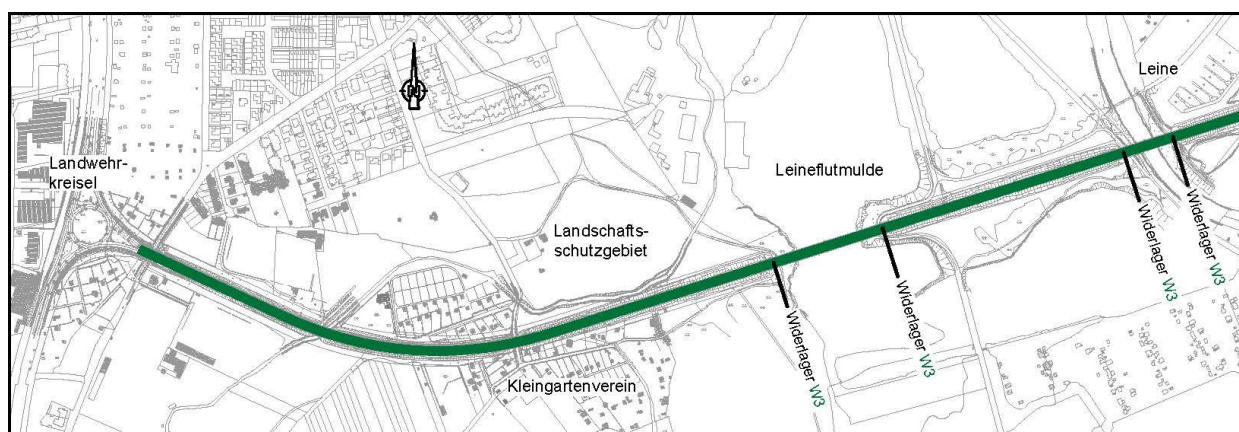 Leine
Landwehr-
kreisel
Leineflutmulde
Landschafts-
schutzgebiet
Widerlager W3
Widerlager W3
Widerlager W3
Widerlager W3
Kleingartenverein